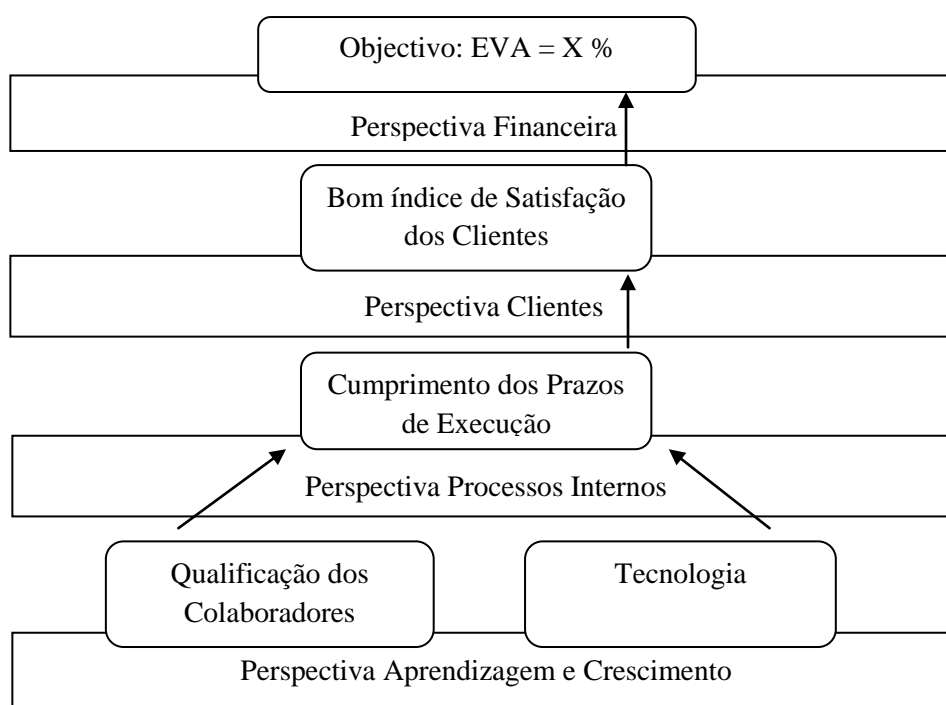 Objectivo: EVA = X %
Perspectiva Financeira
Bom índice de Satisfação
dos Clientes
Perspectiva Clientes
Cumprimento dos Prazos
de Execução
Perspectiva Processos Internos
Qualificação dos
Colaboradores
Tecnologia
Perspectiva Aprendizagem e Crescimento